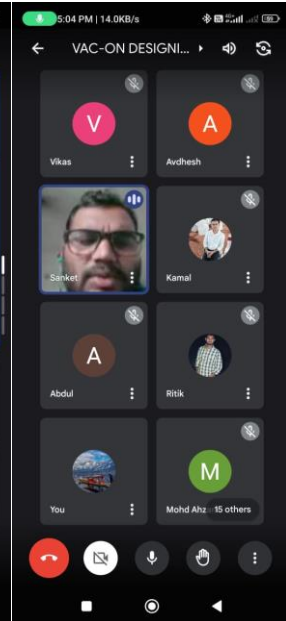 5:04 PM | 14.0KB/s
VAC-ON DESIGNI...
V
A
Vikas
Avdhesh
Sanket
Kamal
A
Abdul
Ritik
M
You
Mohd Ahz
15 others